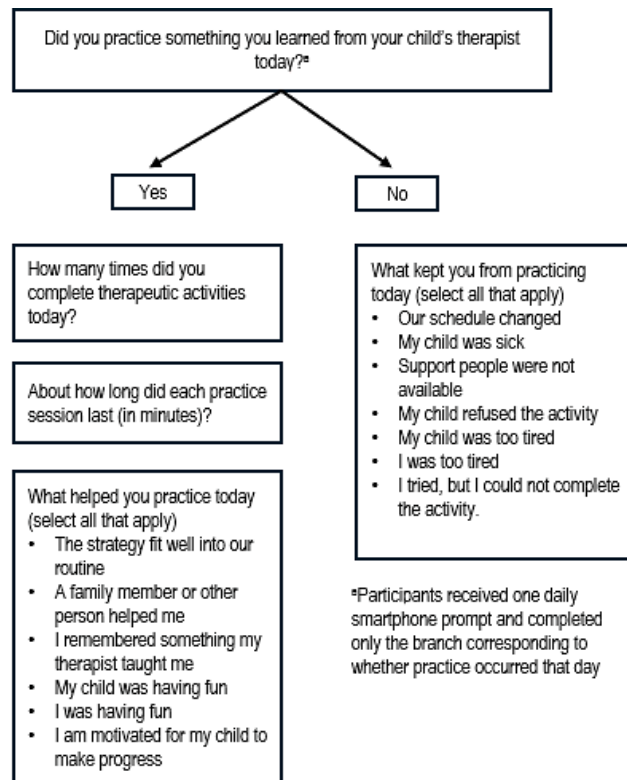 Did you practice something you learned from your child's therapist
today?ª
Yes
No
How many times did you
complete therapeutic activities
today?
About how long did each practice
session last (in minutes)?
What helped you practice today
(select all that apply)
• The strategy fit well into our
routine
• A family member or other
person helped me
• I remembered something my
therapist taught me
• My child was having fun
• I was having fun
• I am motivated for my child to
make progress
What kept you from practicing
today (select all that apply)
• Our schedule changed
• My child was sick
• Support people were not
available
• My child refused the activity
• My child was too tired
• I was too tired
• I tried, but I could not complete
the activity.
ªParticipants received one daily
smartphone prompt and completed
only the branch corresponding to
whether practice occurred that day